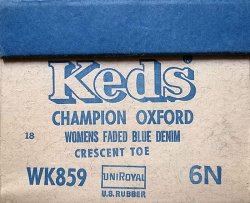 Keds®
CHAMPION OXFORD
18 WOMENS FADED BLUE DENIM
CRESCENT TOE
WK859 UNIROYAL 6N
U.S. RUBBER